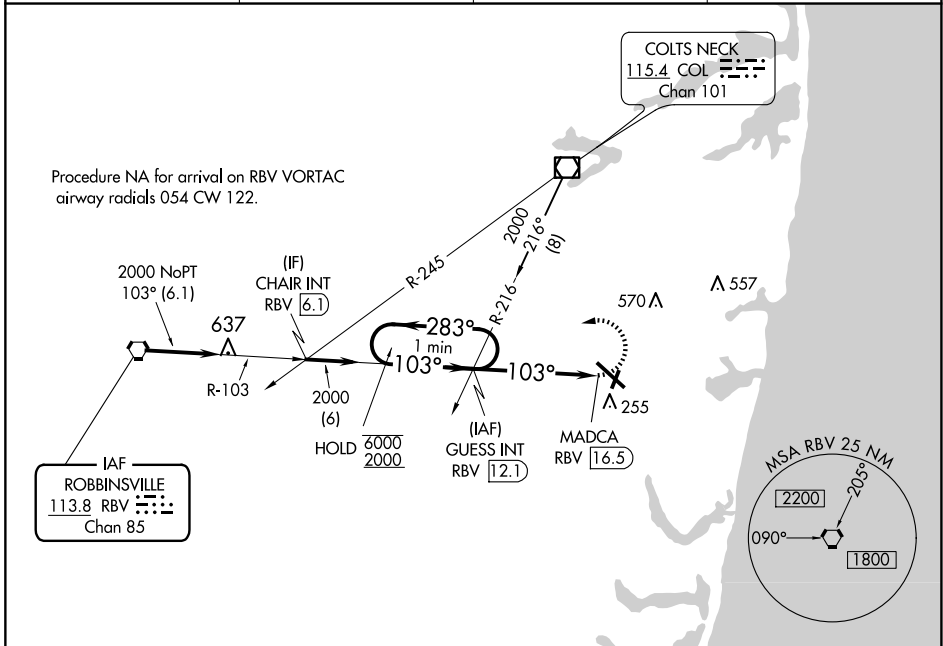 COLTS NECK
115.4 COL
Chan 101
Procedure NA for arrival on RBV VORTAC
airway radials 054 CW 122.
2000
216°
(8)
R-245
R-216
(IF)
CHAIR INT
RBV 6.1
2000 NoPT
103° (6.1)
637
570
557
283°
1 min
103°
103°
R-103
2000
(6)
HOLD 6000
2000
255
(IAF)
GUESS INT
RBV 12.1
MADCA
RBV 16.5
IAF
ROBBINSVILLE
113.8 RBV
Chan 85
MSA RBV 25 NM
205°
2200
090°
1800